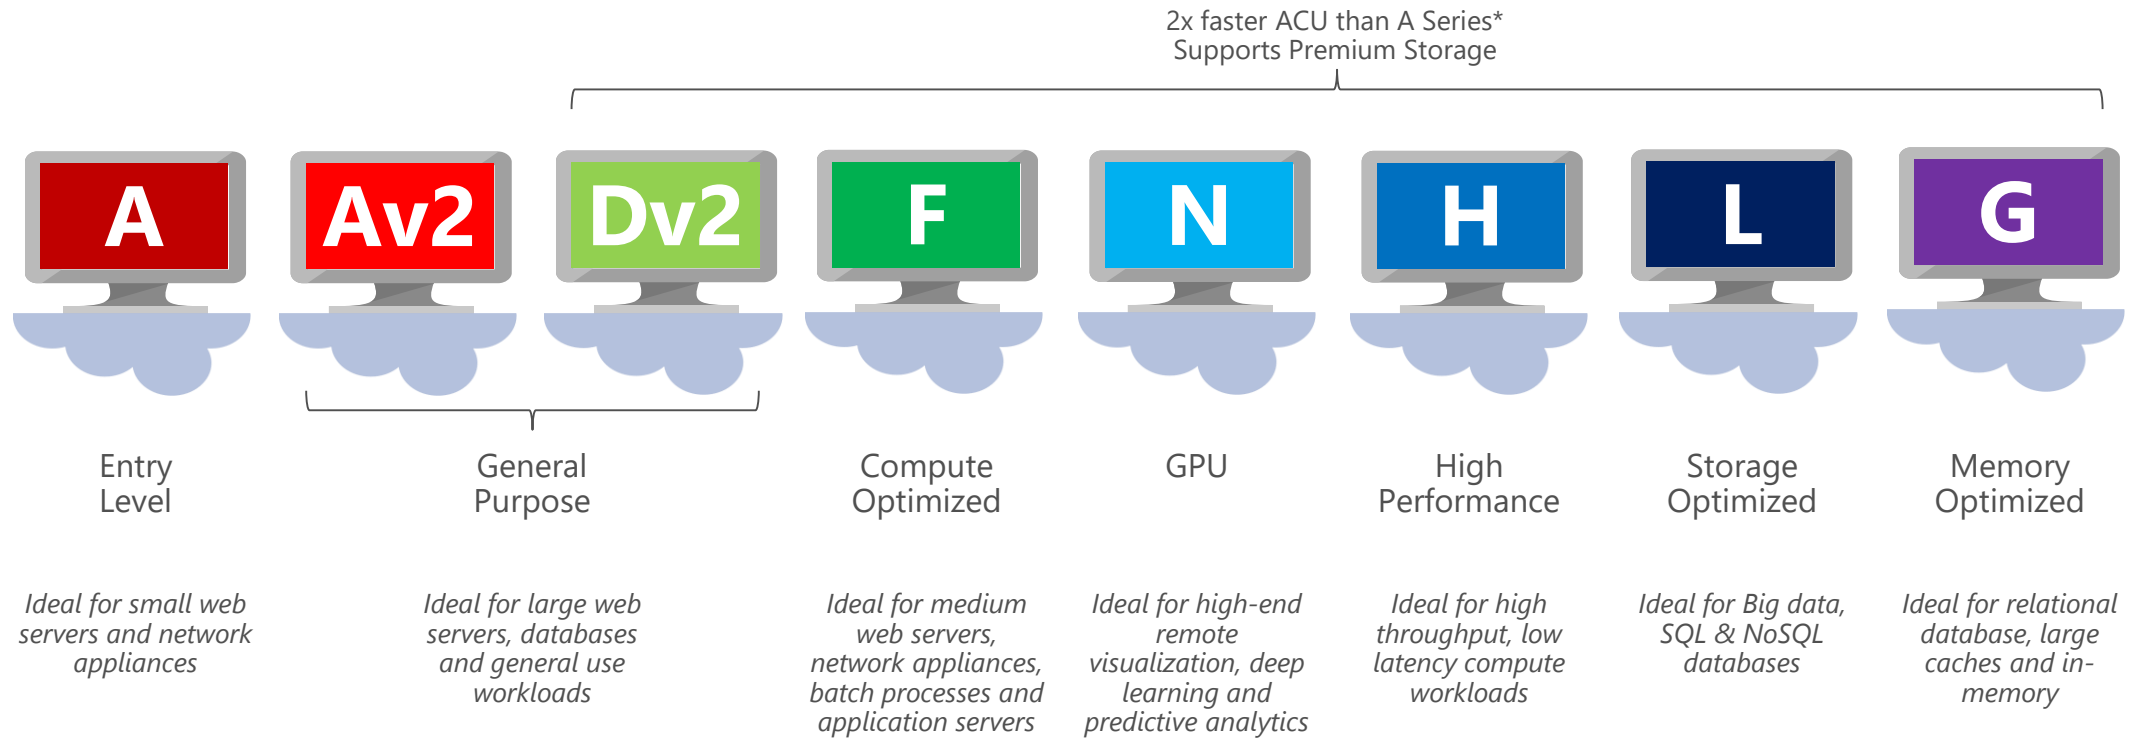 2x faster ACU than A Series*
Supports Premium Storage
A
Av2
Dv2
F
N
H
L
G
Entry
Level
General
Purpose
Compute
Optimized
GPU
High
Performance
Storage
Optimized
Memory
Optimized
Ideal for small web
servers and network
appliances
Ideal for large web
servers, databases
and general use
workloads
Ideal for medium
web servers,
network appliances,
batch processes and
application servers
Ideal for high-end
remote
visualization, deep
learning and
predictive analytics
Ideal for high
throughput, low
latency compute
workloads
Ideal for Big data,
SQL & NoSQL
databases
Ideal for relational
database, large
caches and in-
memory